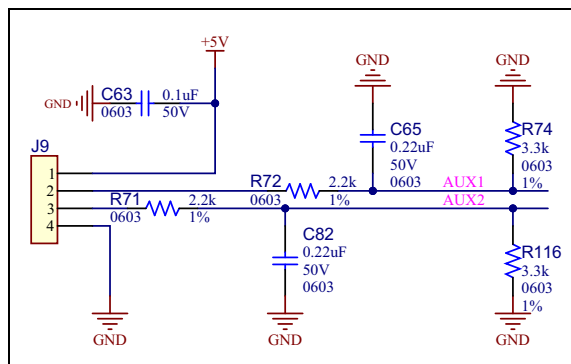 +5V
GND
GND
C63
0.1uF
GND
0603
50V
C65
0.22uF
50V
0603
R74
3.3k
0603
1%
J9
1
2
3
4
R72
2.2k
0603
1%
AUX1
R71
2.2k
0603
1%
AUX2
C82
0.22uF
50V
0603
R116
3.3k
0603
1%
GND
GND
GND